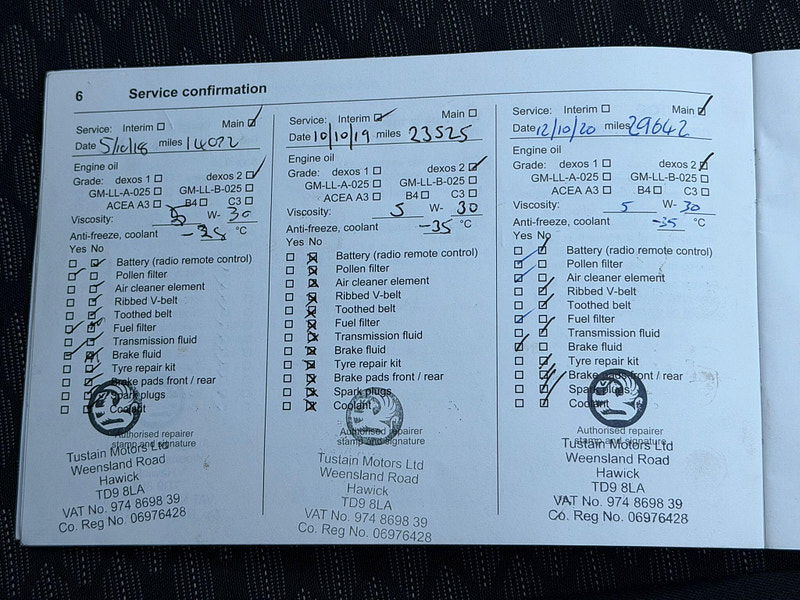 6 Service confirmation
Service: Interim Main
Date 5/10/18 miles 14072
Engine oil
Grade: dexos 1 dexos 2
GM-LL-A-025 GM-LL-B-025
ACEA A3 B4 C3
Viscosity: 5 W- 30
Anti-freeze, coolant -35 °C
Yes No
Battery (radio remote control)
Pollen filter
Air cleaner element
Ribbed V-belt
Toothed belt
Fuel filter
Transmission fluid
Brake fluid
Tyre repair kit
Brake pads front / rear
Spark plugs
Coolant
Authorised repairer
stamp and signature
Tustain Motors Ltd
Weensland Road
Hawick
TD9 8LA
VAT No. 974 8698 39
Co. Reg No. 06976428
Service: Interim Main
Date 10/10/19 miles 23525
Engine oil
Grade: dexos 1 dexos 2
GM-LL-A-025 GM-LL-B-025
ACEA A3 B4 C3
Viscosity: 5 W- 30
Anti-freeze, coolant -35 °C
Yes No
Battery (radio remote control)
Pollen filter
Air cleaner element
Ribbed V-belt
Toothed belt
Fuel filter
Transmission fluid
Brake fluid
Tyre repair kit
Brake pads front / rear
Spark plugs
Coolant
Authorised repairer
stamp and signature
Tustain Motors Ltd
Weensland Road
Hawick
TD9 8LA
VAT No. 974 8698 39
Co. Reg No. 06976428
Service: Interim Main
Date 12/10/20 miles 29642
Engine oil
Grade: dexos 1 dexos 2
GM-LL-A-025 GM-LL-B-025
ACEA A3 B4 C3
Viscosity: 5 W- 30
Anti-freeze, coolant -35 °C
Yes No
Battery (radio remote control)
Pollen filter
Air cleaner element
Ribbed V-belt
Toothed belt
Fuel filter
Transmission fluid
Brake fluid
Tyre repair kit
Brake pads front / rear
Spark plugs
Coolant
Authorised repairer
stamp and signature
Tustain Motors Ltd
Weensland Road
Hawick
TD9 8LA
VAT No. 974 8698 39
Co. Reg No. 06976428